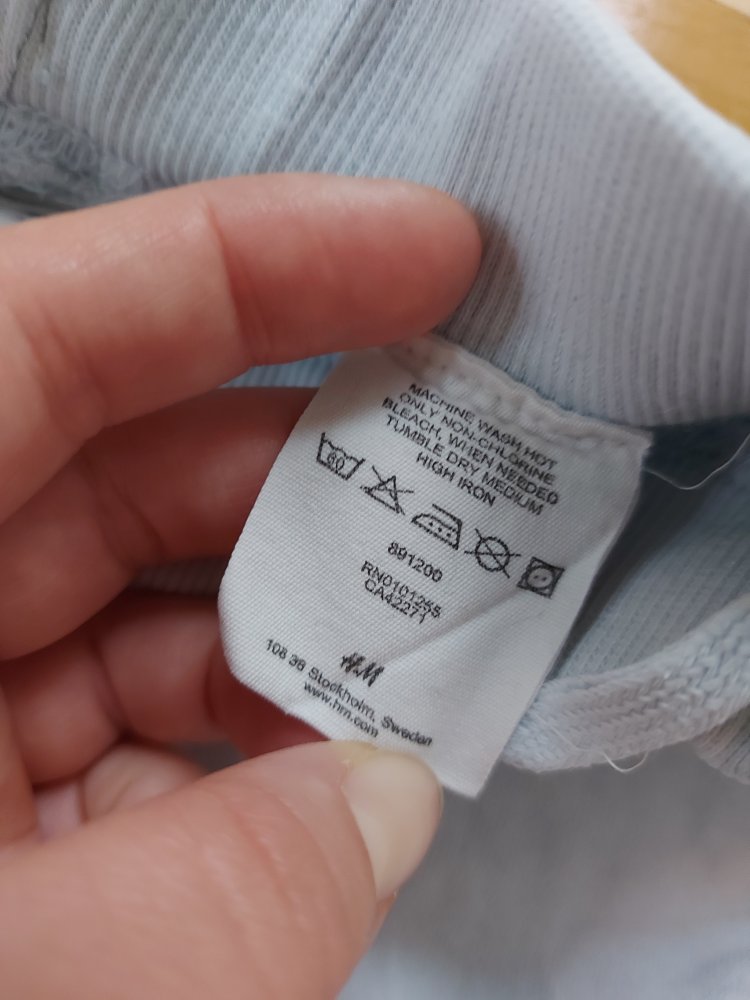 MACHINE WASH HOT
ONLY NON-CHLORINE
BLEACH, WHEN NEEDED
TUMBLE DRY MEDIUM
HIGH IRON
60
891200
RN0101255
CA42271
H&M
106 38 Stockholm, Sweden
www.hm.com